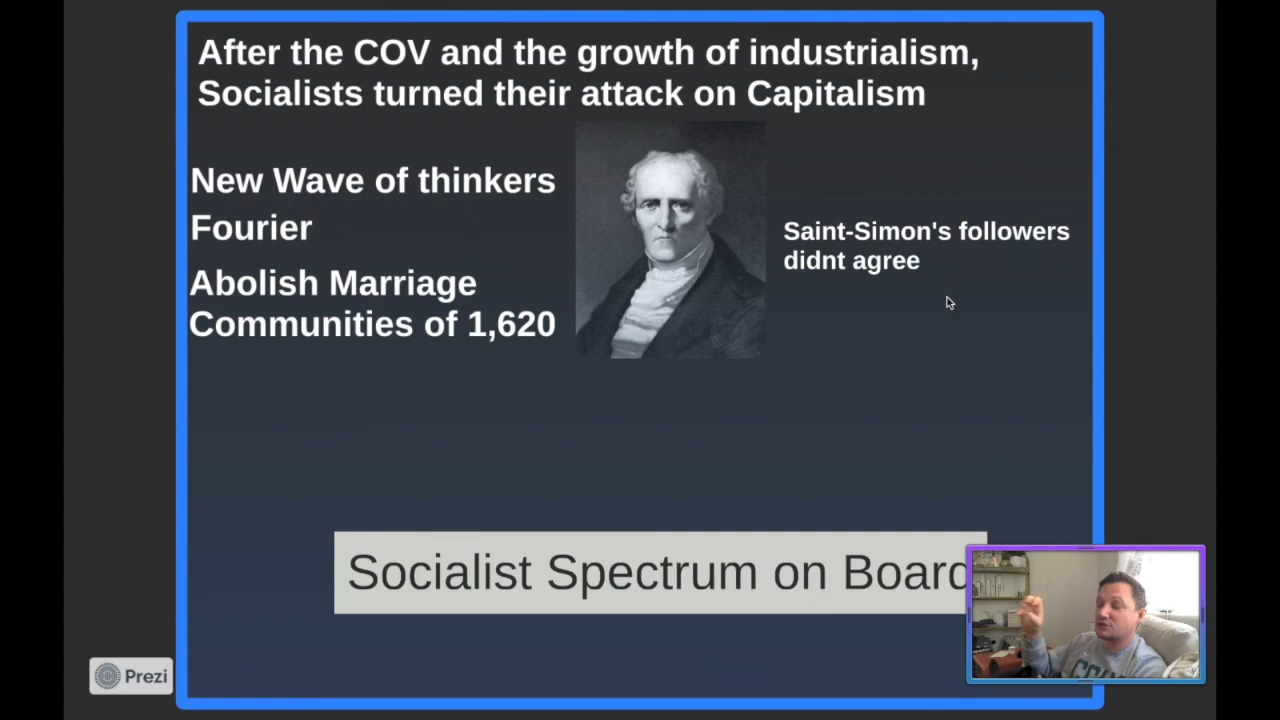 After the COV and the growth of industrialism,
Socialists turned their attack on Capitalism
New Wave of thinkers
Fourier
Abolish Marriage
Communities of 1,620
Saint-Simon's followers
didnt agree
Socialist Spectrum on Board
Prezi